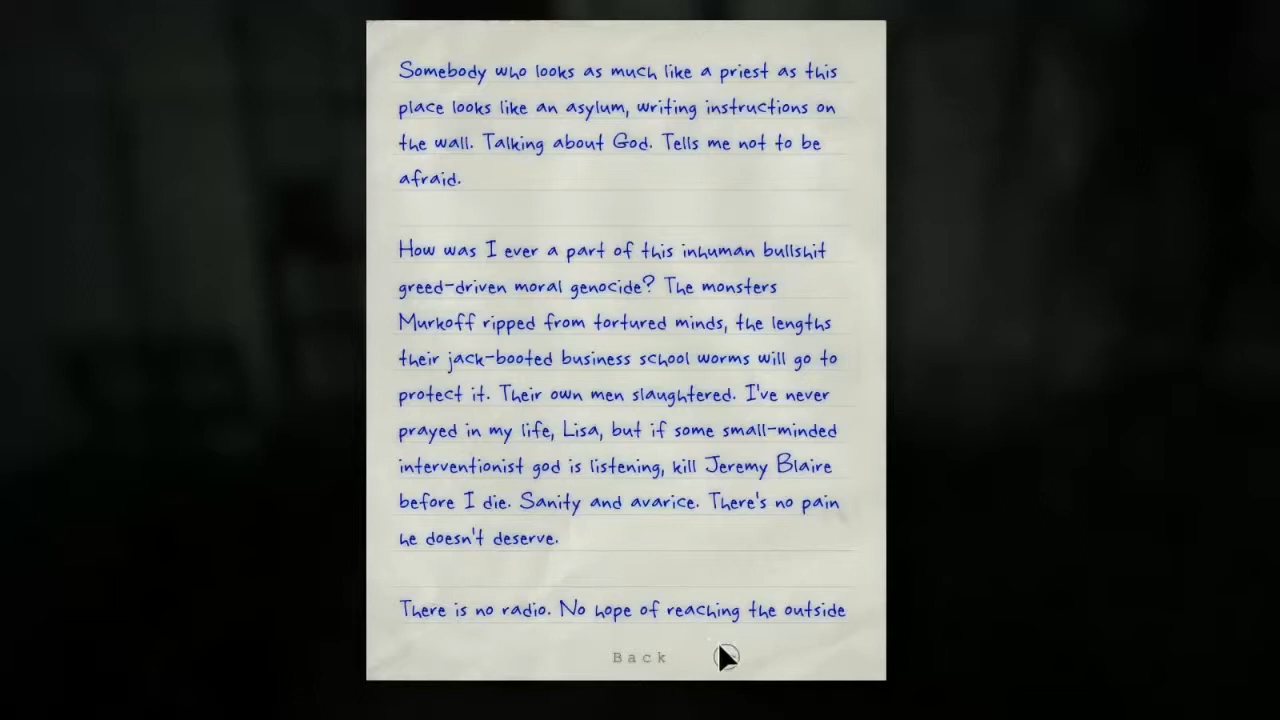 Somebody who looks as much like a priest as this
place looks like an asylum, writing instructions on
the wall. Talking about God. Tells me not to be
afraid.
How was I ever a part of this inhuman bullshit
greed-driven moral genocide? The monsters
Murkoff ripped from tortured minds, the lengths
their jack-booted business school worms will go to
protect it. Their own men slaughtered. I've never
prayed in my life, Lisa, but if some small-minded
interventionist god is listening, kill Jeremy Blaire
before I die. Sanity and avarice. There's no pain
he doesn't deserve.
There is no radio. No hope of reaching the outside
Back